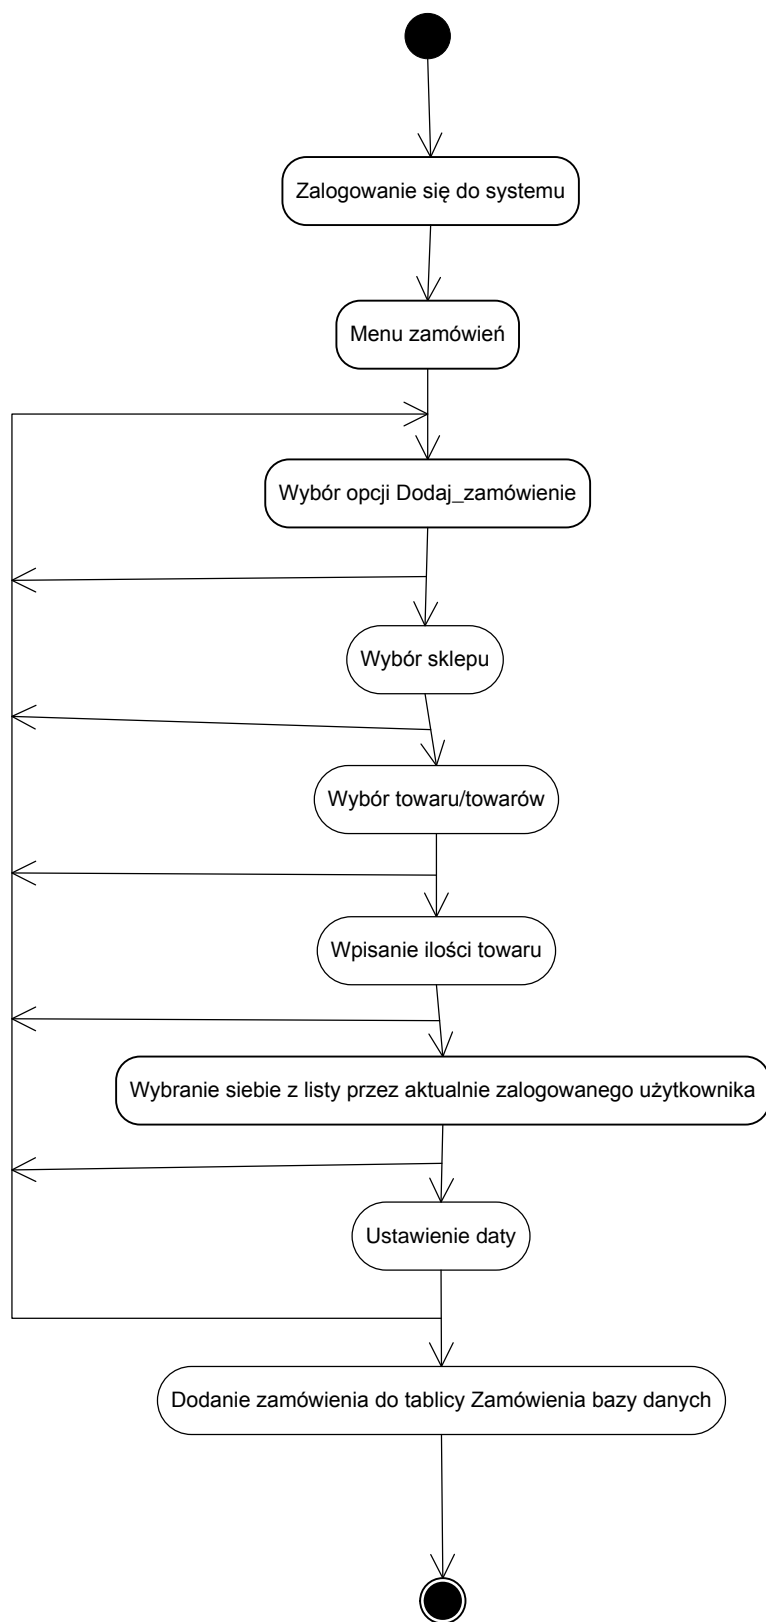 Zalogowanie się do systemu
Menu zamówień
Wybór opcji Dodaj_zamówienie
Wybór sklepu
Wybór towaru/towarów
Wpisanie ilości towaru
Wybranie siebie z listy przez aktualnie zalogowanego użytkownika
Ustawienie daty
Dodanie zamówienia do tablicy Zamówienia bazy danych